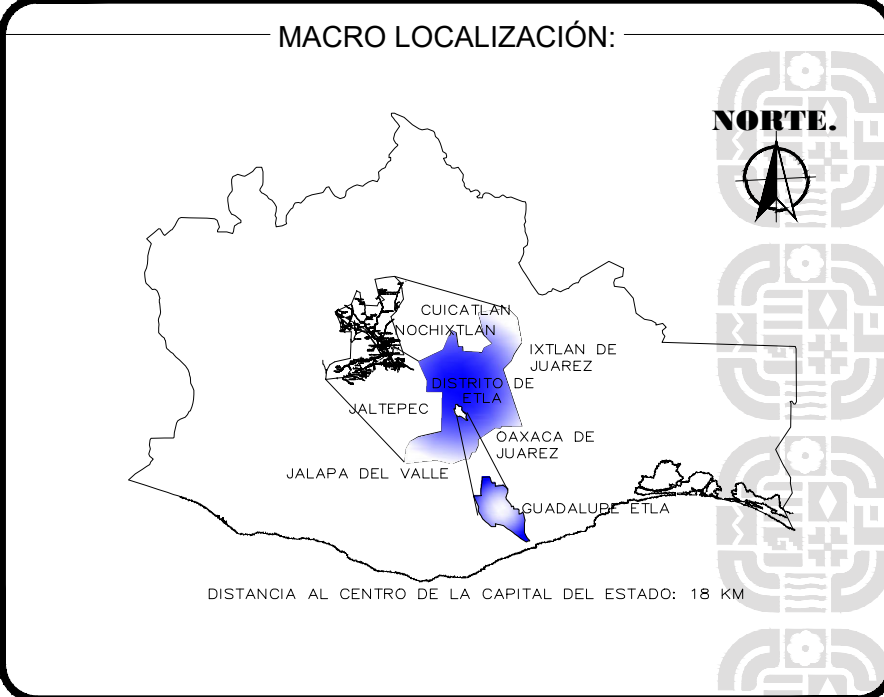 MACRO LOCALIZACIÓN:
NORTE.
CUICATLAN
NOCHIXTLAN
IXTLAN DE
JUAREZ
DISTRITO DE
ETLA
JALTEPEC
OAXACA DE
JUAREZ
JALAPA DEL VALLE
GUADALUPE ETLA
DISTANCIA AL CENTRO DE LA CAPITAL DEL ESTADO: 18 KM